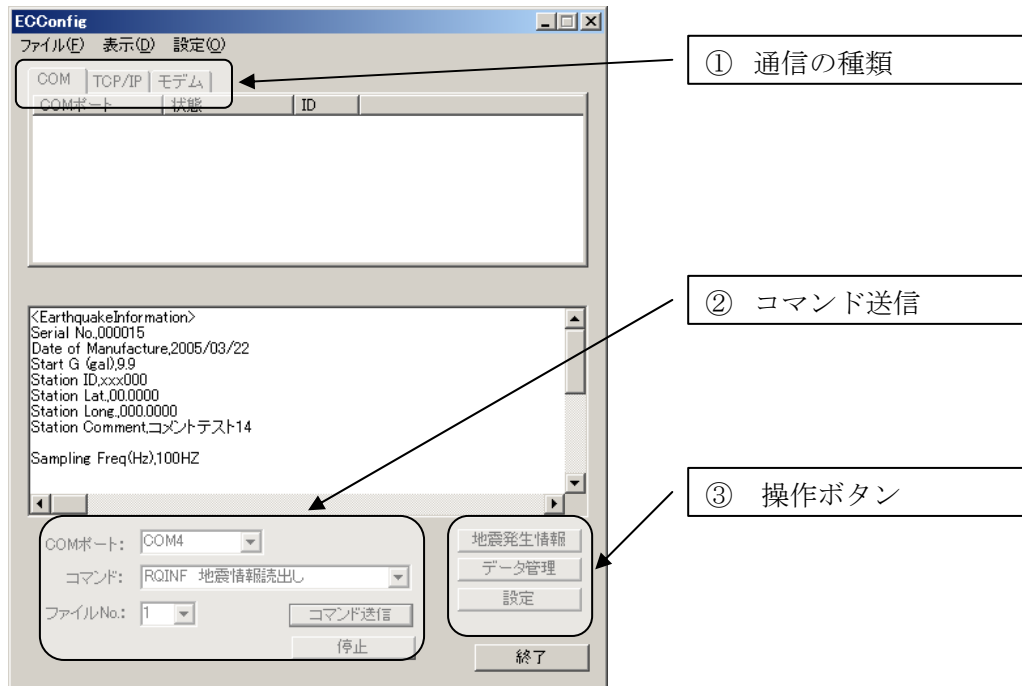 ECConfig
ファイル(F) 表示(D) 設定(O)
① 通信の種類
COM TCP/IP モデム
COMポート 状態 ID
② コマンド送信
<EarthquakeInformation>
Serial No.,000015
Date of Manufacture,2005/03/22
Start G (gal),9.9
Station ID,xxx000
Station Lat.,00.0000
Station Long.,000.0000
Station Comment,コメントテスト14
Sampling Freq(Hz),100HZ
③ 操作ボタン
COMポート: COM4
コマンド: RQINF 地震情報読出し
ファイルNo.: 1
コマンド送信
停止
地震発生情報
データ管理
設定
終了